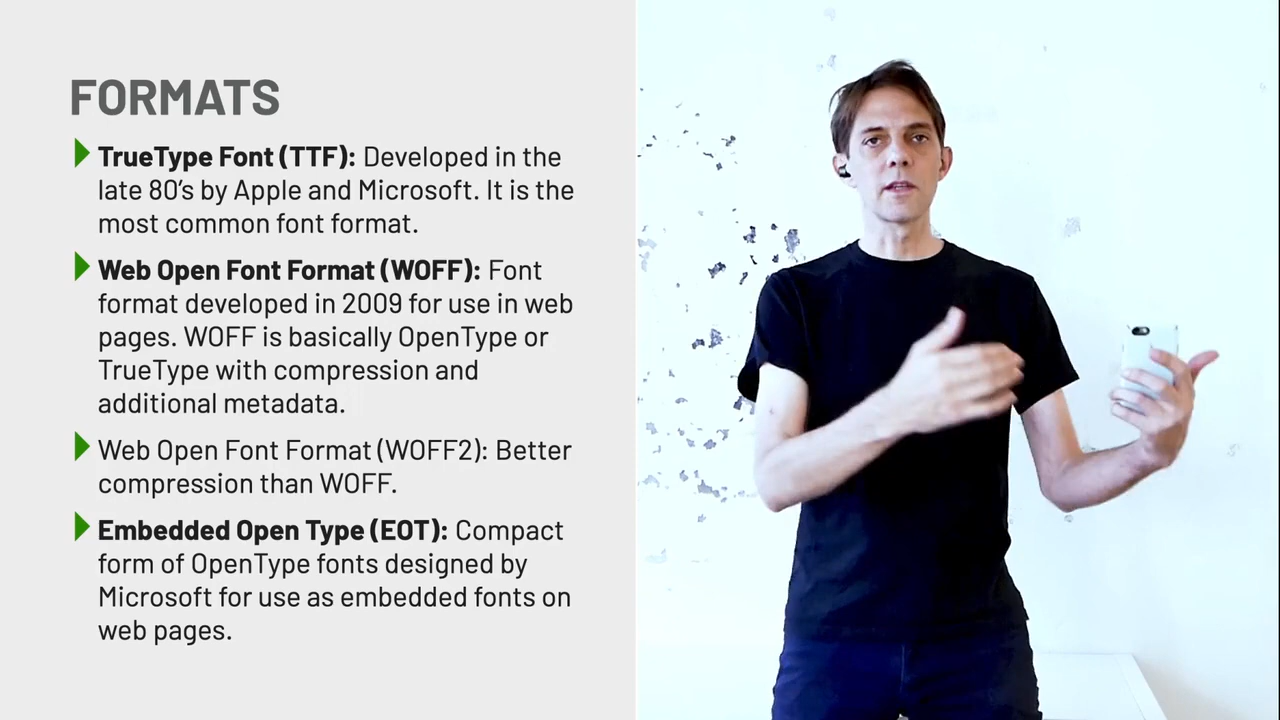 FORMATS
TrueType Font (TTF): Developed in the
late 80's by Apple and Microsoft. It is the
most common font format.
Web Open Font Format (WOFF): Font
format developed in 2009 for use in web
pages. WOFF is basically OpenType or
TrueType with compression and
additional metadata.
Web Open Font Format (WOFF2): Better
compression than WOFF.
Embedded Open Type (EOT): Compact
form of OpenType fonts designed by
Microsoft for use as embedded fonts on
web pages.